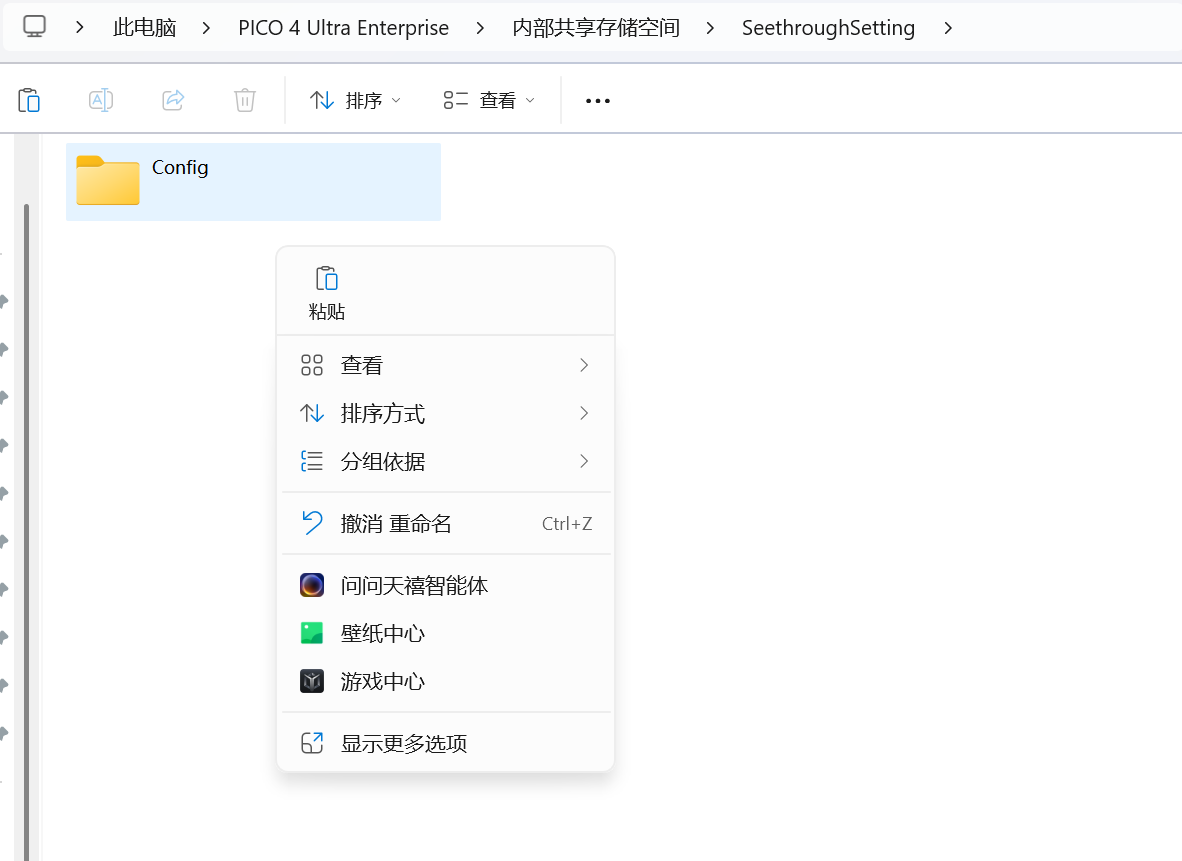 此电脑 PICO 4 Ultra Enterprise 内部共享存储空间 SeethroughSetting
排序 查看
Config
粘贴
查看
排序方式
分组依据
撤消 重命名 Ctrl+Z
问问天禧智能体
壁纸中心
游戏中心
显示更多选项